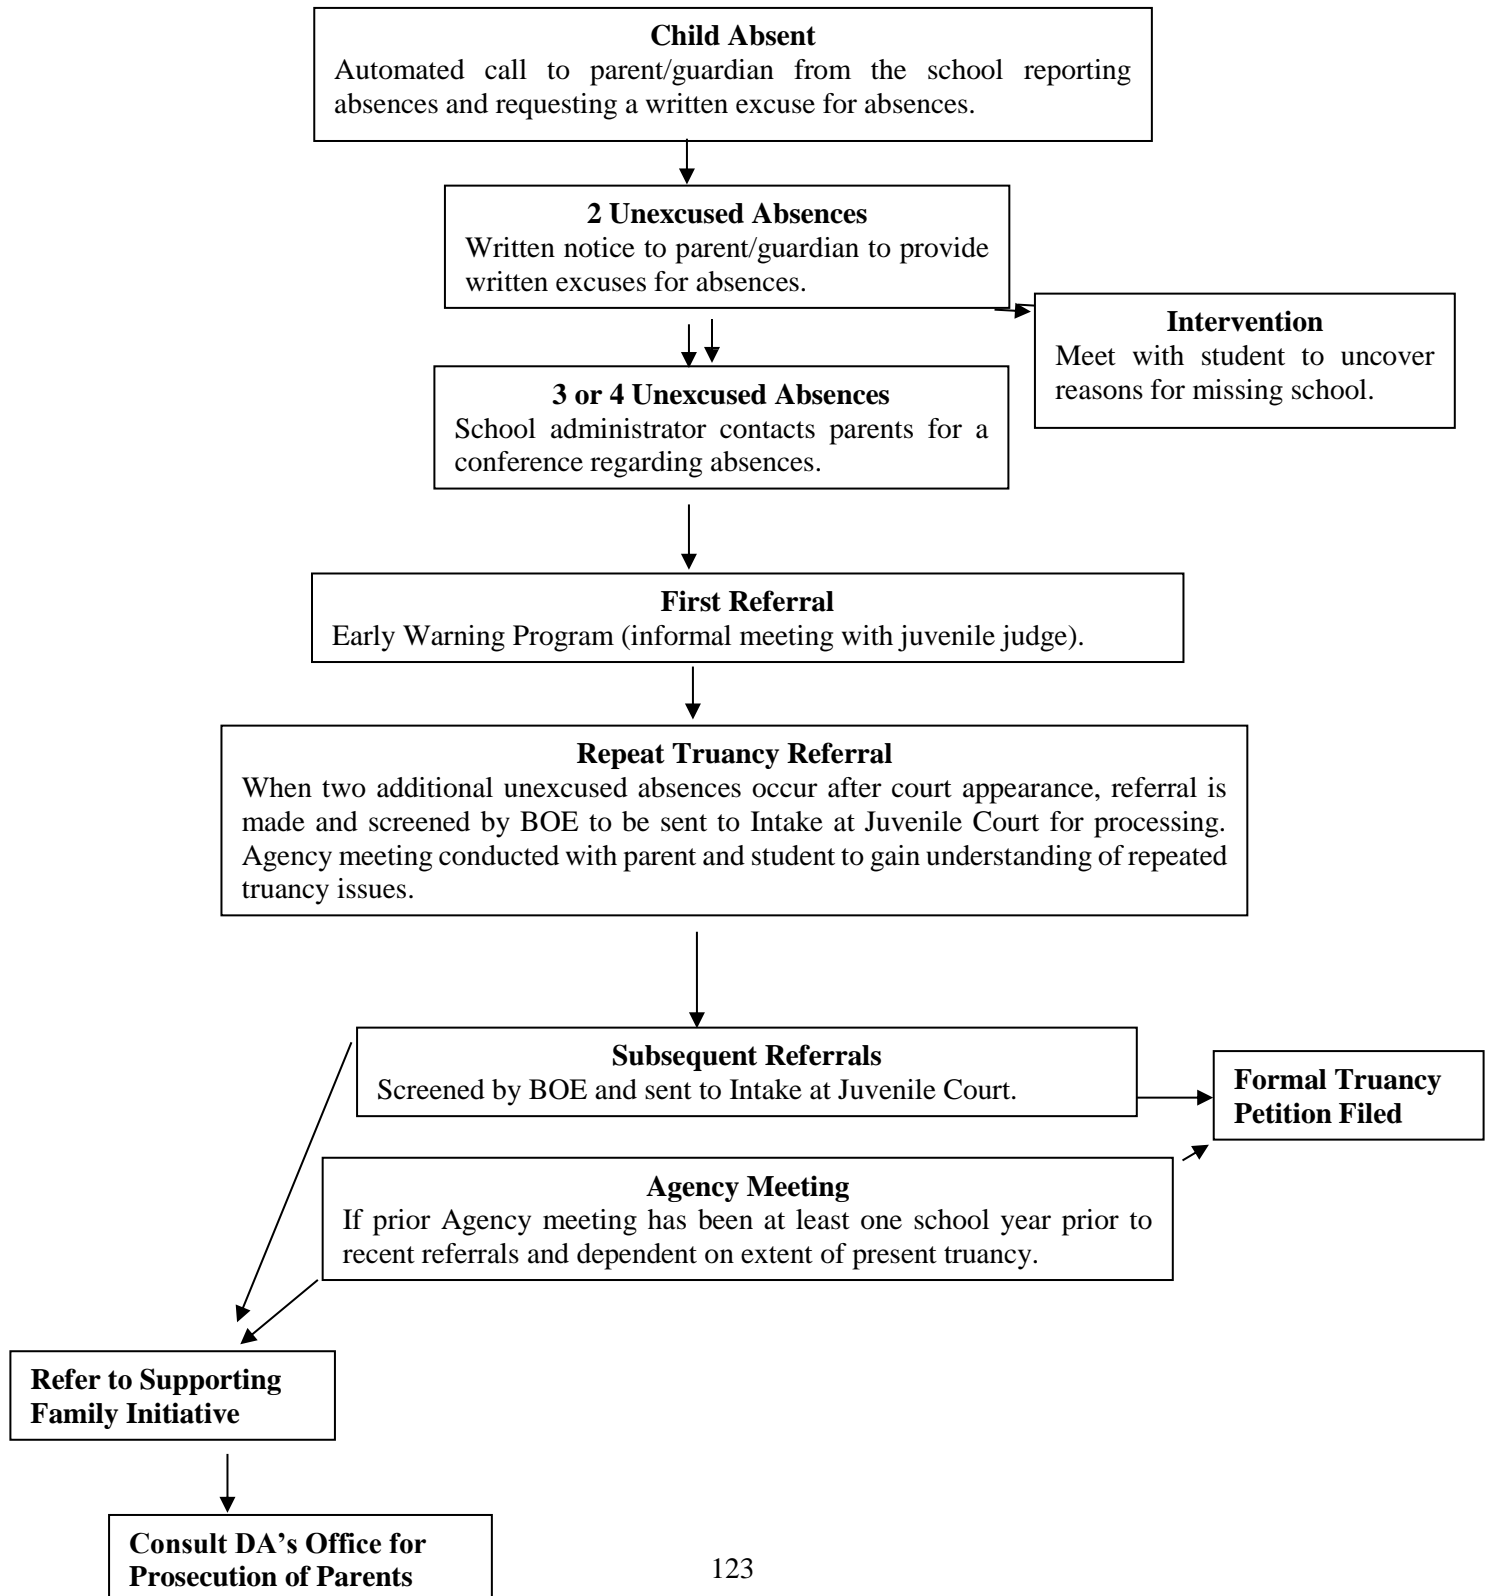 Child Absent
Automated call to parent/guardian from the school reporting
absences and requesting a written excuse for absences.
2 Unexcused Absences
Written notice to parent/guardian to provide
written excuses for absences.
Intervention
Meet with student to uncover
reasons for missing school.
3 or 4 Unexcused Absences
School administrator contacts parents for a
conference regarding absences.
First Referral
Early Warning Program (informal meeting with juvenile judge).
Repeat Truancy Referral
When two additional unexcused absences occur after court appearance, referral is
made and screened by BOE to be sent to Intake at Juvenile Court for processing.
Agency meeting conducted with parent and student to gain understanding of repeated
truancy issues.
Subsequent Referrals
Screened by BOE and sent to Intake at Juvenile Court.
Formal Truancy
Petition Filed
Agency Meeting
If prior Agency meeting has been at least one school year prior to
recent referrals and dependent on extent of present truancy.
Refer to Supporting
Family Initiative
Consult DA’s Office for
Prosecution of Parents
123